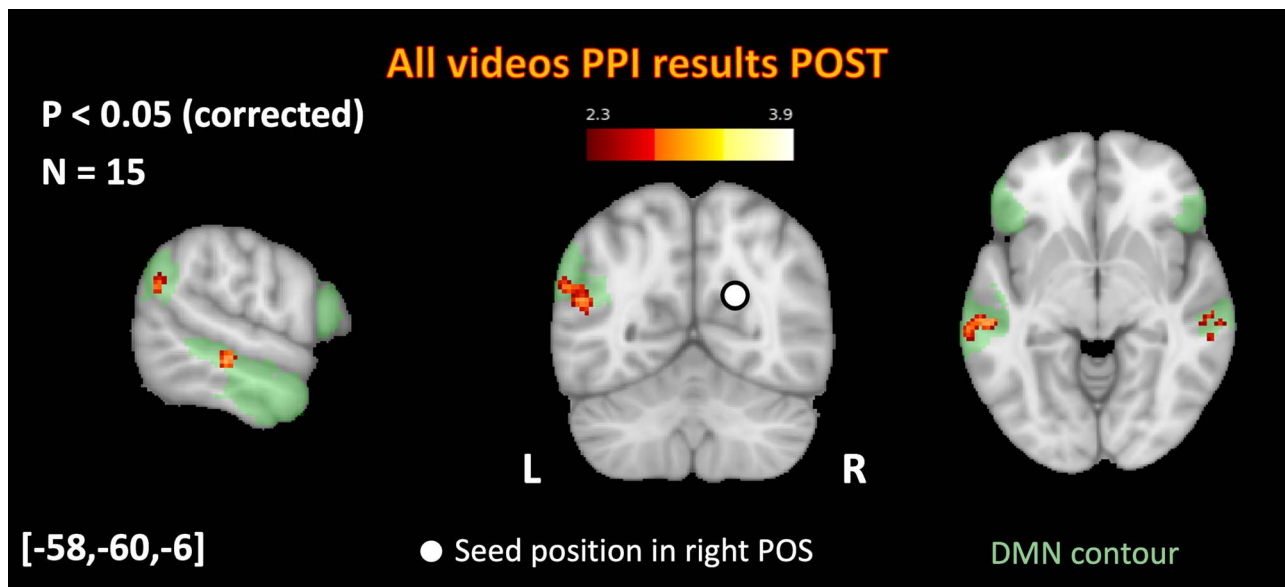 All videos PPI results POST
P < 0.05 (corrected)
N = 15
2.3 3.9
L R
[-58,-60,-6]
Seed position in right POS
DMN contour